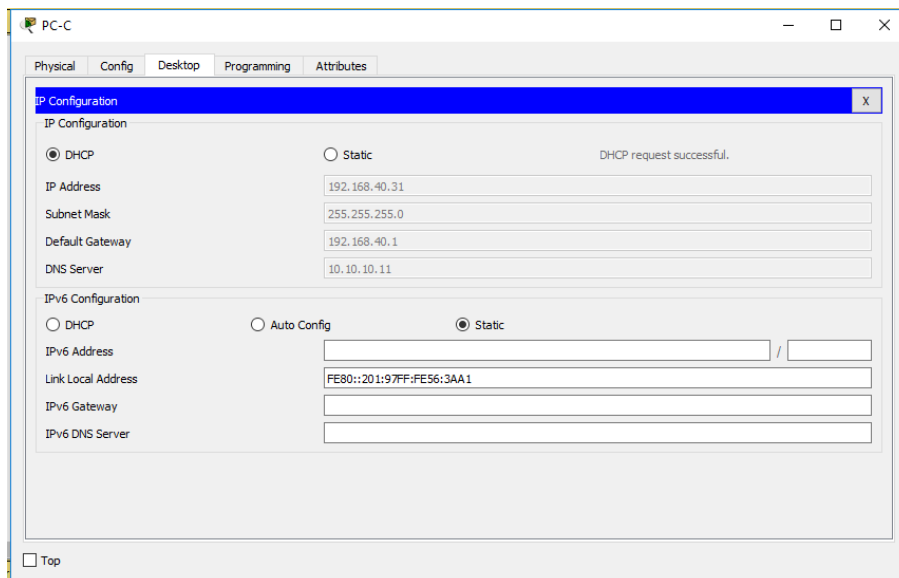 PC-C
Physical Config Desktop Programming Attributes
IP Configuration X
IP Configuration
DHCP Static DHCP request successful.
IP Address 192.168.40.31
Subnet Mask 255.255.255.0
Default Gateway 192.168.40.1
DNS Server 10.10.10.11
IPv6 Configuration
DHCP Auto Config Static
IPv6 Address /
Link Local Address FE80::201:97FF:FE56:3AA1
IPv6 Gateway
IPv6 DNS Server
Top